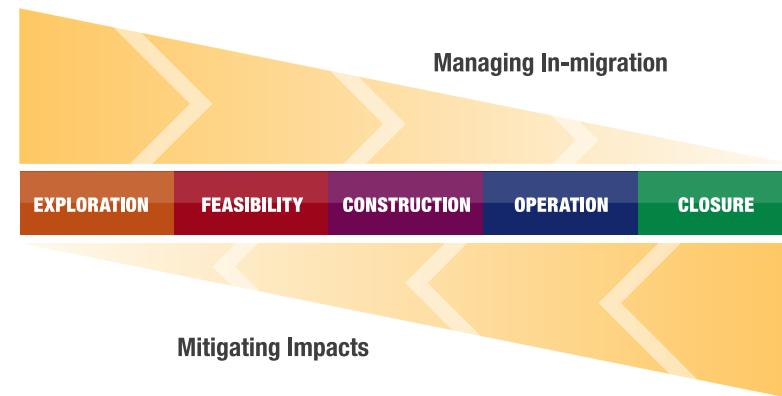 Managing In-migration
EXPLORATION FEASIBILITY CONSTRUCTION OPERATION CLOSURE
Mitigating Impacts